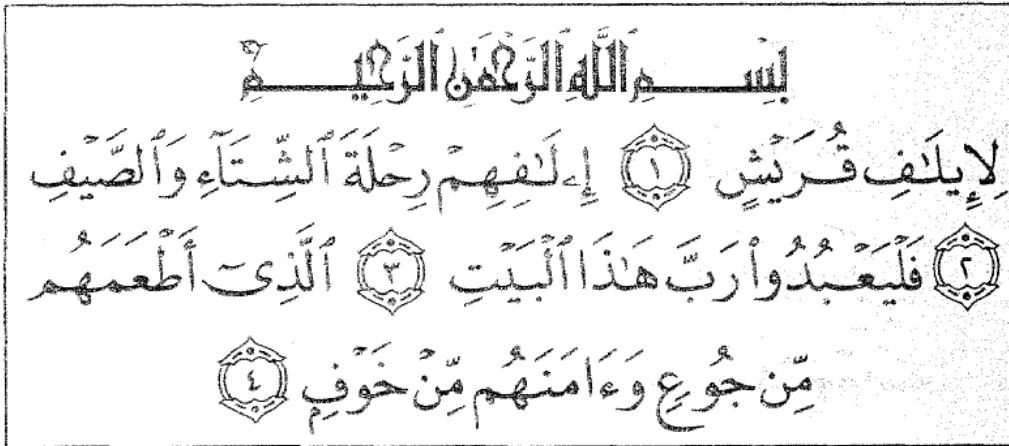 بِسْمِ ٱللَّهِ ٱلرَّحْمَٰنِ ٱلرَّحِيمِ
لِإِيلَٰفِ قُرَيْشٍ ١ إِۦلَٰفِهِمْ رِحْلَةَ ٱلشِّتَآءِ وَٱلصَّيْفِ
٢ فَلْيَعْبُدُوا۟ رَبَّ هَٰذَا ٱلْبَيْتِ ٣ ٱلَّذِىٓ أَطْعَمَهُم
مِّن جُوعٍ وَءَامَنَهُم مِّنْ خَوْفٍۭ ٤